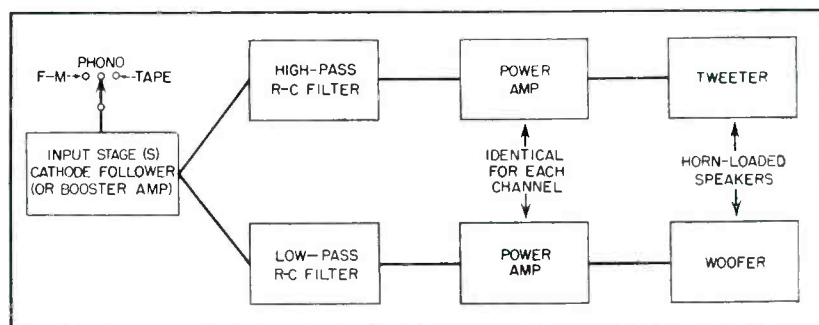 PHONO
F-M
TAPE
INPUT STAGE (S)
CATHODE FOLLOWER
(OR BOOSTER AMP)
HIGH-PASS
R-C FILTER
POWER
AMP
TWEETER
IDENTICAL
FOR EACH
CHANNEL
HORN-LOADED
SPEAKERS
LOW-PASS
R-C FILTER
POWER
AMP
WOOFER